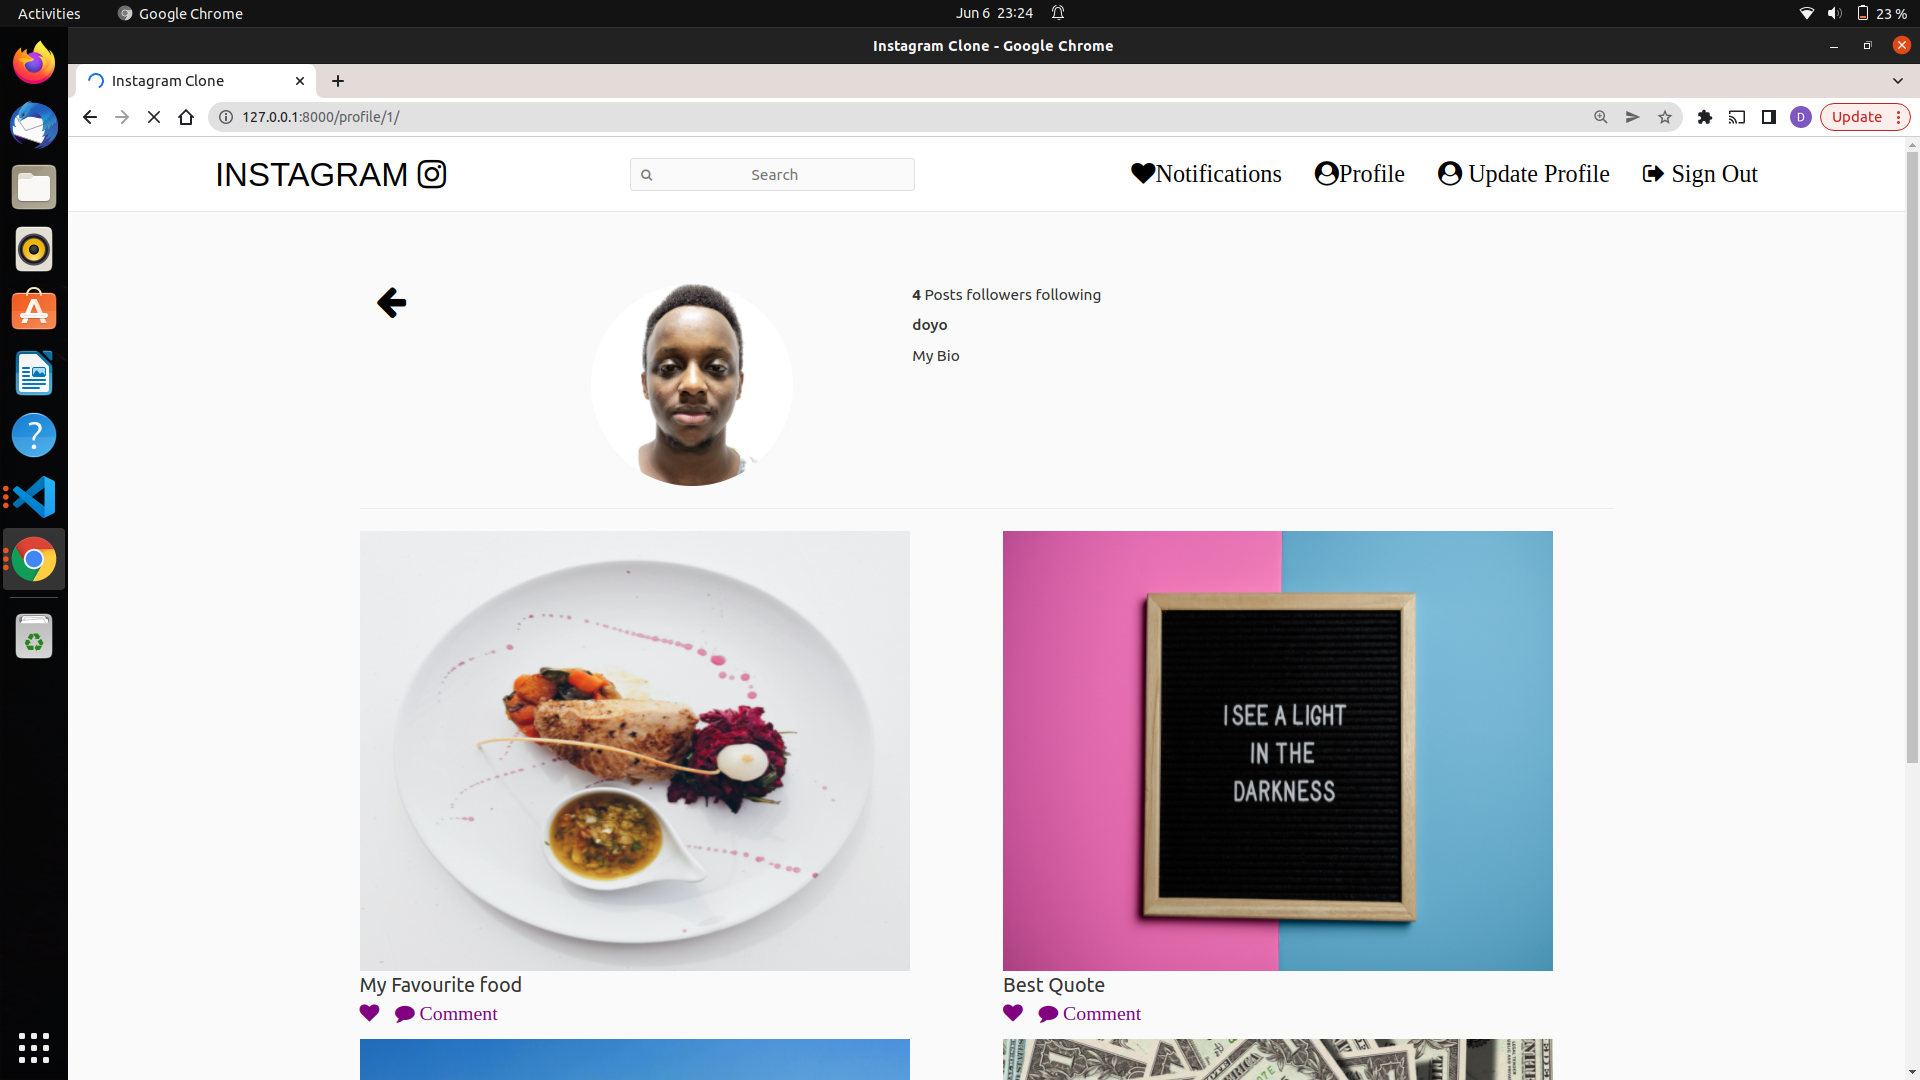 Activities
Google Chrome
Jun 6 23:24
23 %
Instagram Clone - Google Chrome
Instagram Clone
127.0.0.1:8000/profile/1/
D
Update
INSTAGRAM
Search
Notifications
Profile
Update Profile
Sign Out
4 Posts followers following
doyo
My Bio
I SEE A LIGHT
IN THE
DARKNESS
My Favourite food
Best Quote
Comment
Comment